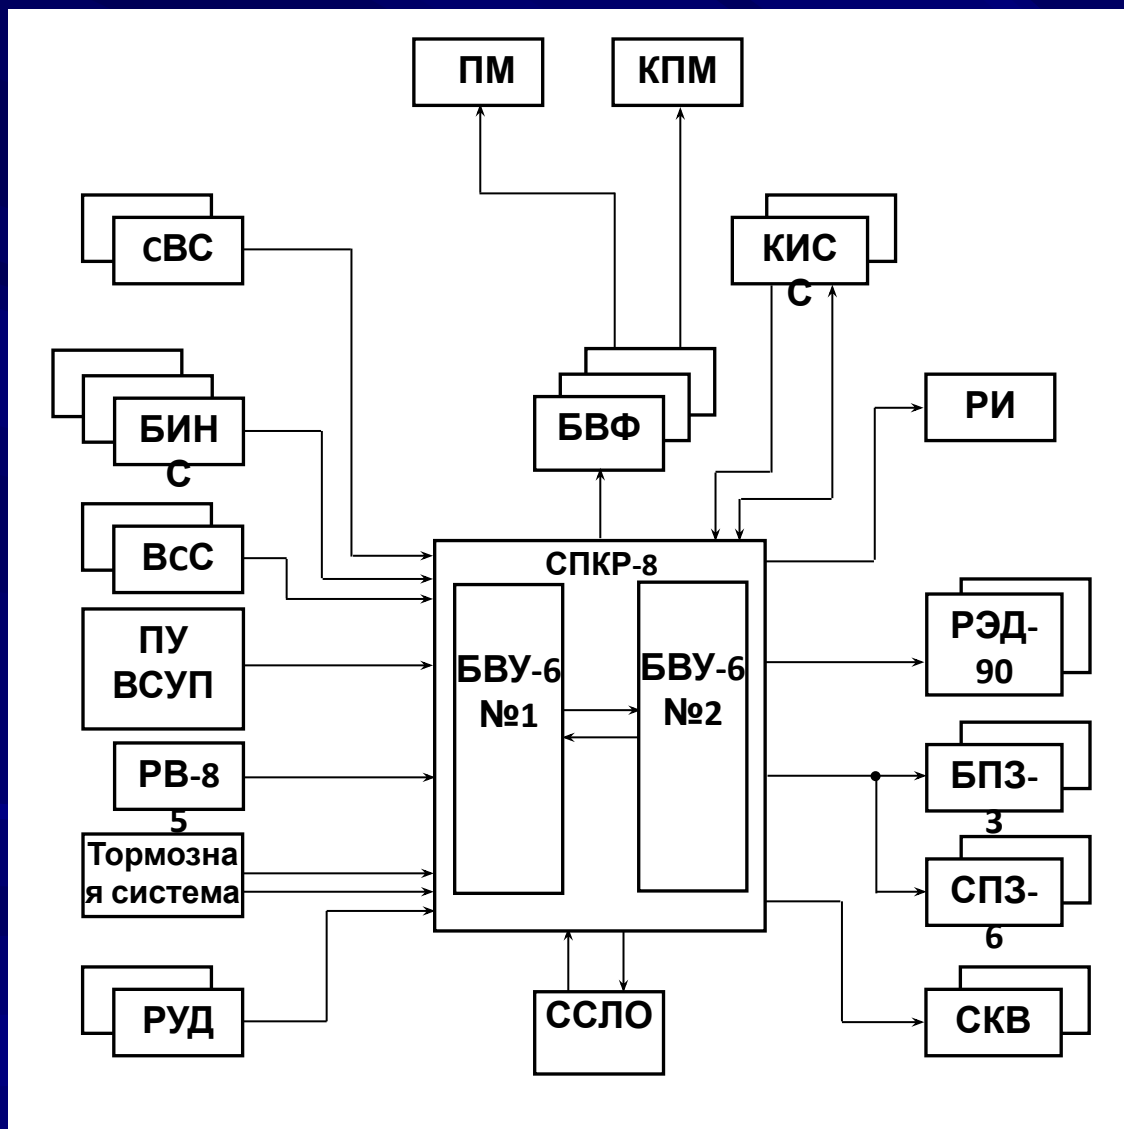 ПМ
КПМ
СВС
КИС
С
БИН
С
БВФ
РИ
ВСС
СПКР-8
ПУ
ВСУП
БВУ-6
№1
БВУ-6
№2
РЭД-
90
РВ-8
5
БПЗ-
3
Тормозна
я система
СПЗ-
6
РУД
ССЛО
СКВ